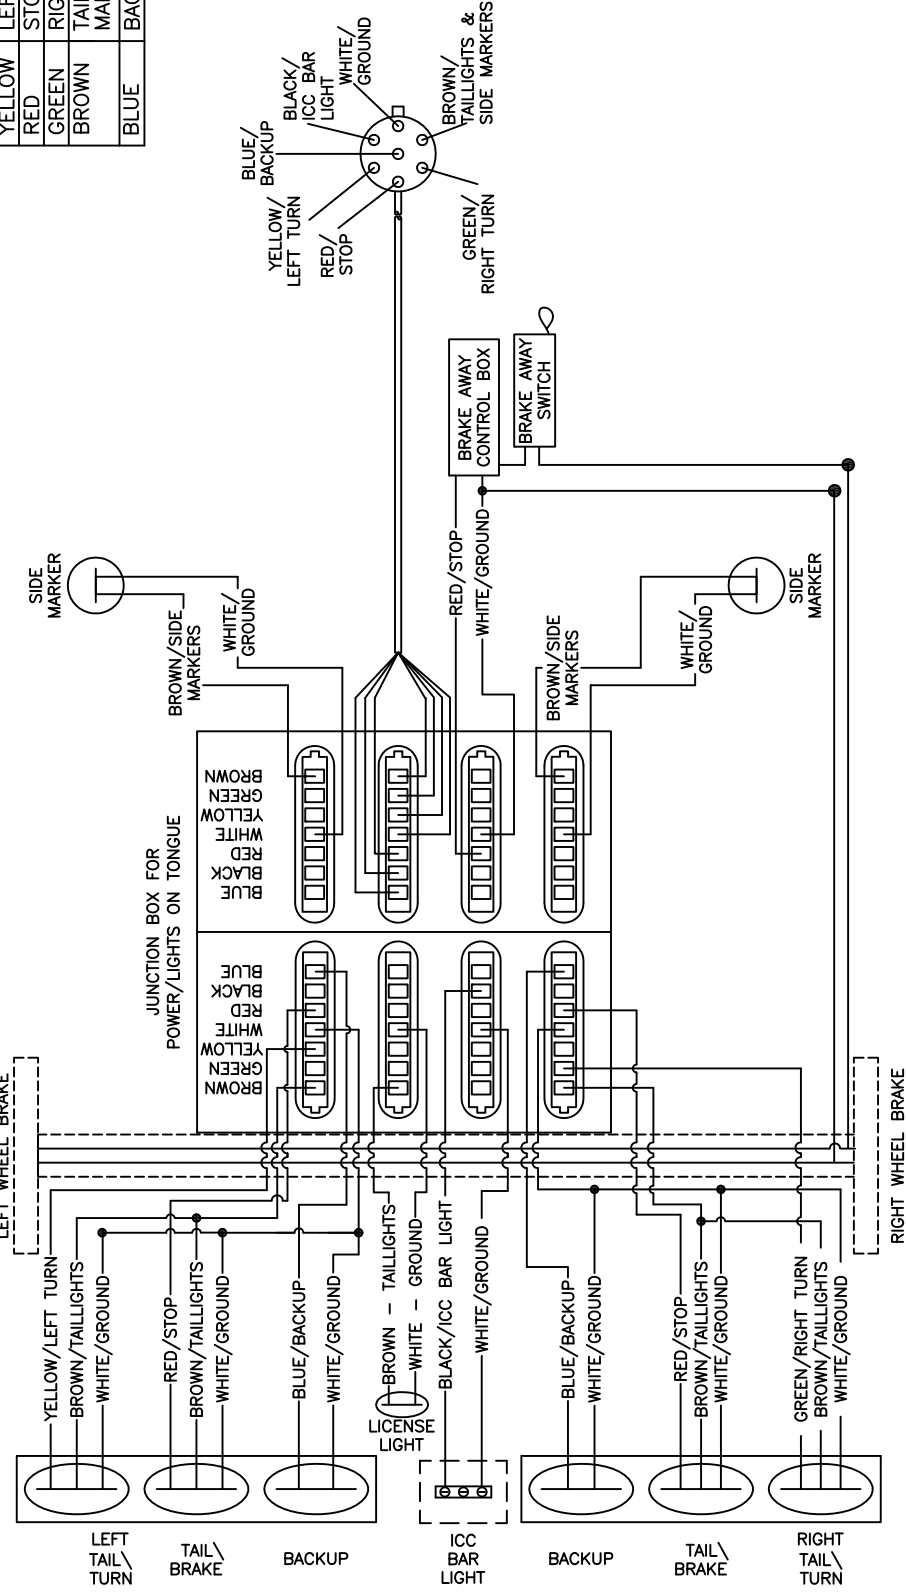 YELLOW
RED
STO
GREEN
RIG
BROWN
TAI
MA
BLUE
BAC
BLUE/
BACKUP
BLACK/
ICC BAR
LIGHT
WHITE/
GROUND
BROWN/
TAILLIGHTS &
SIDE MARKERS
YELLOW/
LEFT TURN
RED/
STOP
GREEN/
RIGHT TURN
BRAKE AWAY
CONTROL BOX
BRAKE AWAY
SWITCH
RED/STOP
WHITE/GROUND
SIDE
MARKER
BROWN/SIDE
MARKERS
WHITE/
GROUND
BROWN/SIDE
MARKERS
WHITE/
GROUND
SIDE
MARKER
JUNCTION BOX FOR
POWER/LIGHTS ON TONGUE
BROWN
GREEN
YELLOW
WHITE
RED
BLACK
BLUE
BLUE
BLACK
RED
WHITE
YELLOW
GREEN
BROWN
LEFT WHEEL BRAKE
RIGHT WHEEL BRAKE
YELLOW/LEFT TURN
BROWN/TAILLIGHTS
WHITE/GROUND
RED/STOP
BROWN/TAILLIGHTS
WHITE/GROUND
BLUE/BACKUP
WHITE/GROUND
BROWN - TAILLIGHTS
WHITE - GROUND
BLACK/ICC BAR LIGHT
WHITE/GROUND
BLUE/BACKUP
WHITE/GROUND
RED/STOP
BROWN/TAILLIGHTS
WHITE/GROUND
GREEN/RIGHT TURN
BROWN/TAILLIGHTS
WHITE/GROUND
LICENSE
LIGHT
LEFT
TAIL\
TURN
TAIL\
BRAKE
BACKUP
ICC
BAR
LIGHT
BACKUP
TAIL\
BRAKE
RIGHT
TAIL\
TURN